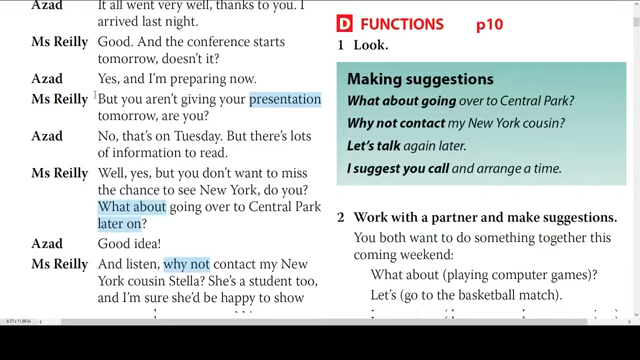 Azad It all went very well, thanks to you. I
arrived last night.
Ms Reilly Good. And the conference starts
tomorrow, doesn't it?
Azad Yes, and I'm preparing now.
Ms Reilly But you aren't giving your presentation
tomorrow, are you?
Azad No, that's on Tuesday. But there's lots
of information to read.
Ms Reilly Well, yes, but you don't want to miss
the chance to see New York, do you?
What about going over to Central Park
later on?
Azad Good idea!
Ms Reilly And listen, why not contact my New
York cousin Stella? She's a student too,
and I'm sure she'd be happy to show
D FUNCTIONS p10
1 Look.
Making suggestions
What about going over to Central Park?
Why not contact my New York cousin?
Let's talk again later.
I suggest you call and arrange a time.
2 Work with a partner and make suggestions.
You both want to do something together this
coming weekend:
What about (playing computer games)?
Let's (go to the basketball match).